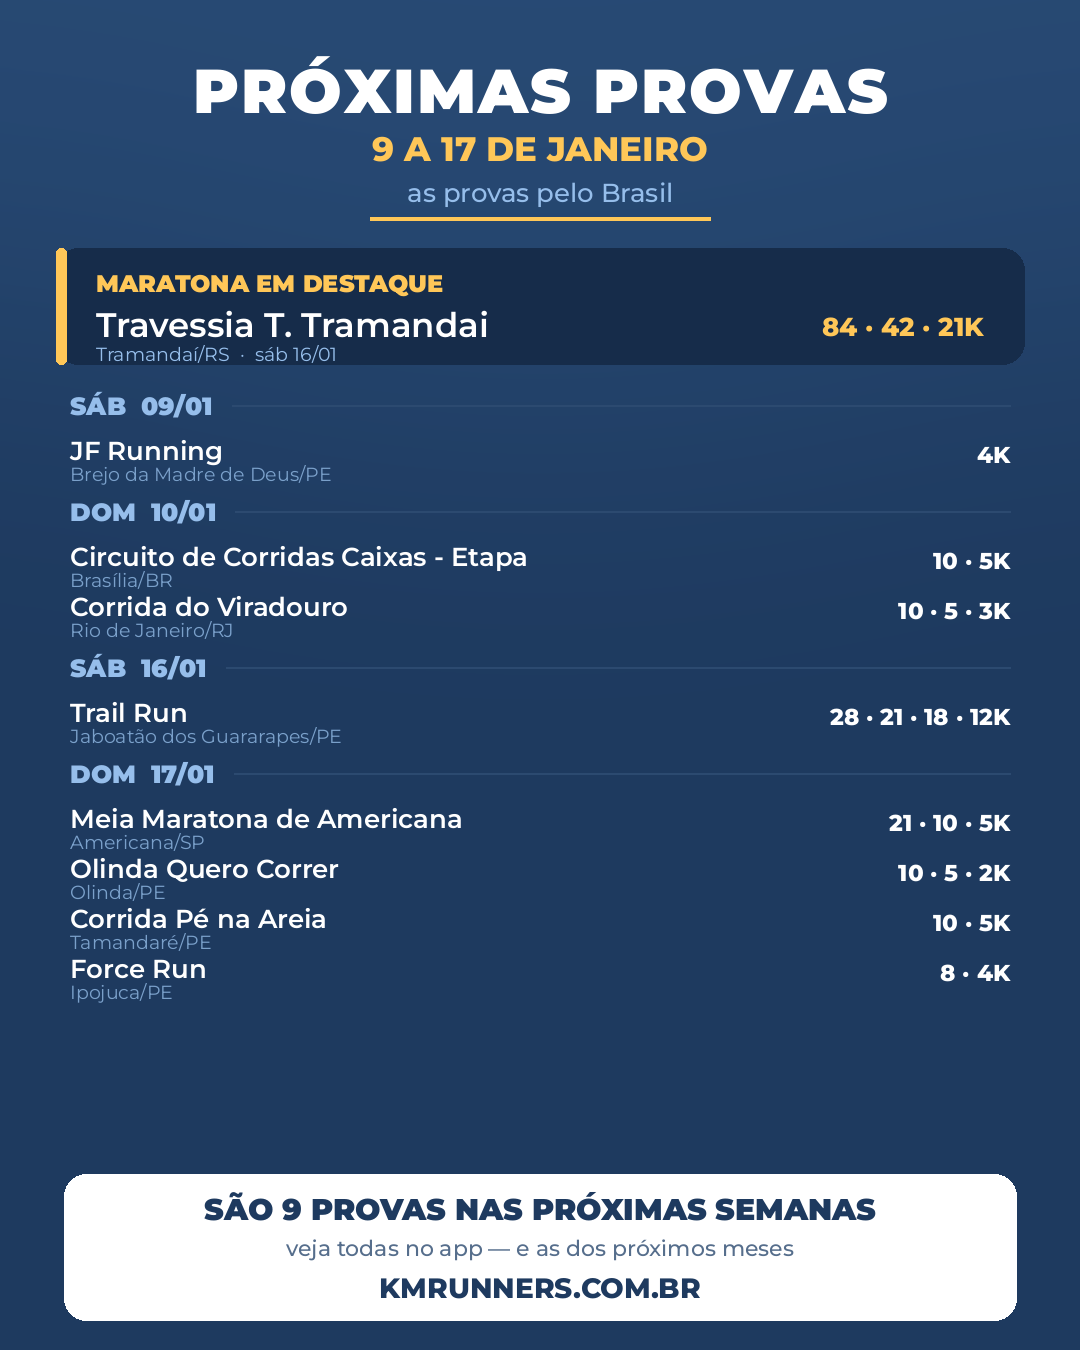 PRÓXIMAS PROVAS
9 A 17 DE JANEIRO
as provas pelo Brasil
MARATONA EM DESTAQUE
Travessia T. Tramandai
84 · 42 · 21K
Tramandaí/RS · sáb 16/01
SÁB 09/01
JF Running
4K
Brejo da Madre de Deus/PE
DOM 10/01
Circuito de Corridas Caixas - Etapa
10 · 5K
Brasília/BR
Corrida do Viradouro
10 · 5 · 3K
Rio de Janeiro/RJ
SÁB 16/01
Trail Run
28 · 21 · 18 · 12K
Jaboatão dos Guararapes/PE
DOM 17/01
Meia Maratona de Americana
21 · 10 · 5K
Americana/SP
Olinda Quero Correr
10 · 5 · 2K
Olinda/PE
Corrida Pé na Areia
10 · 5K
Tamandaré/PE
Force Run
8 · 4K
Ipojuca/PE
SÃO 9 PROVAS NAS PRÓXIMAS SEMANAS
veja todas no app — e as dos próximos meses
KMRUNNERS.COM.BR